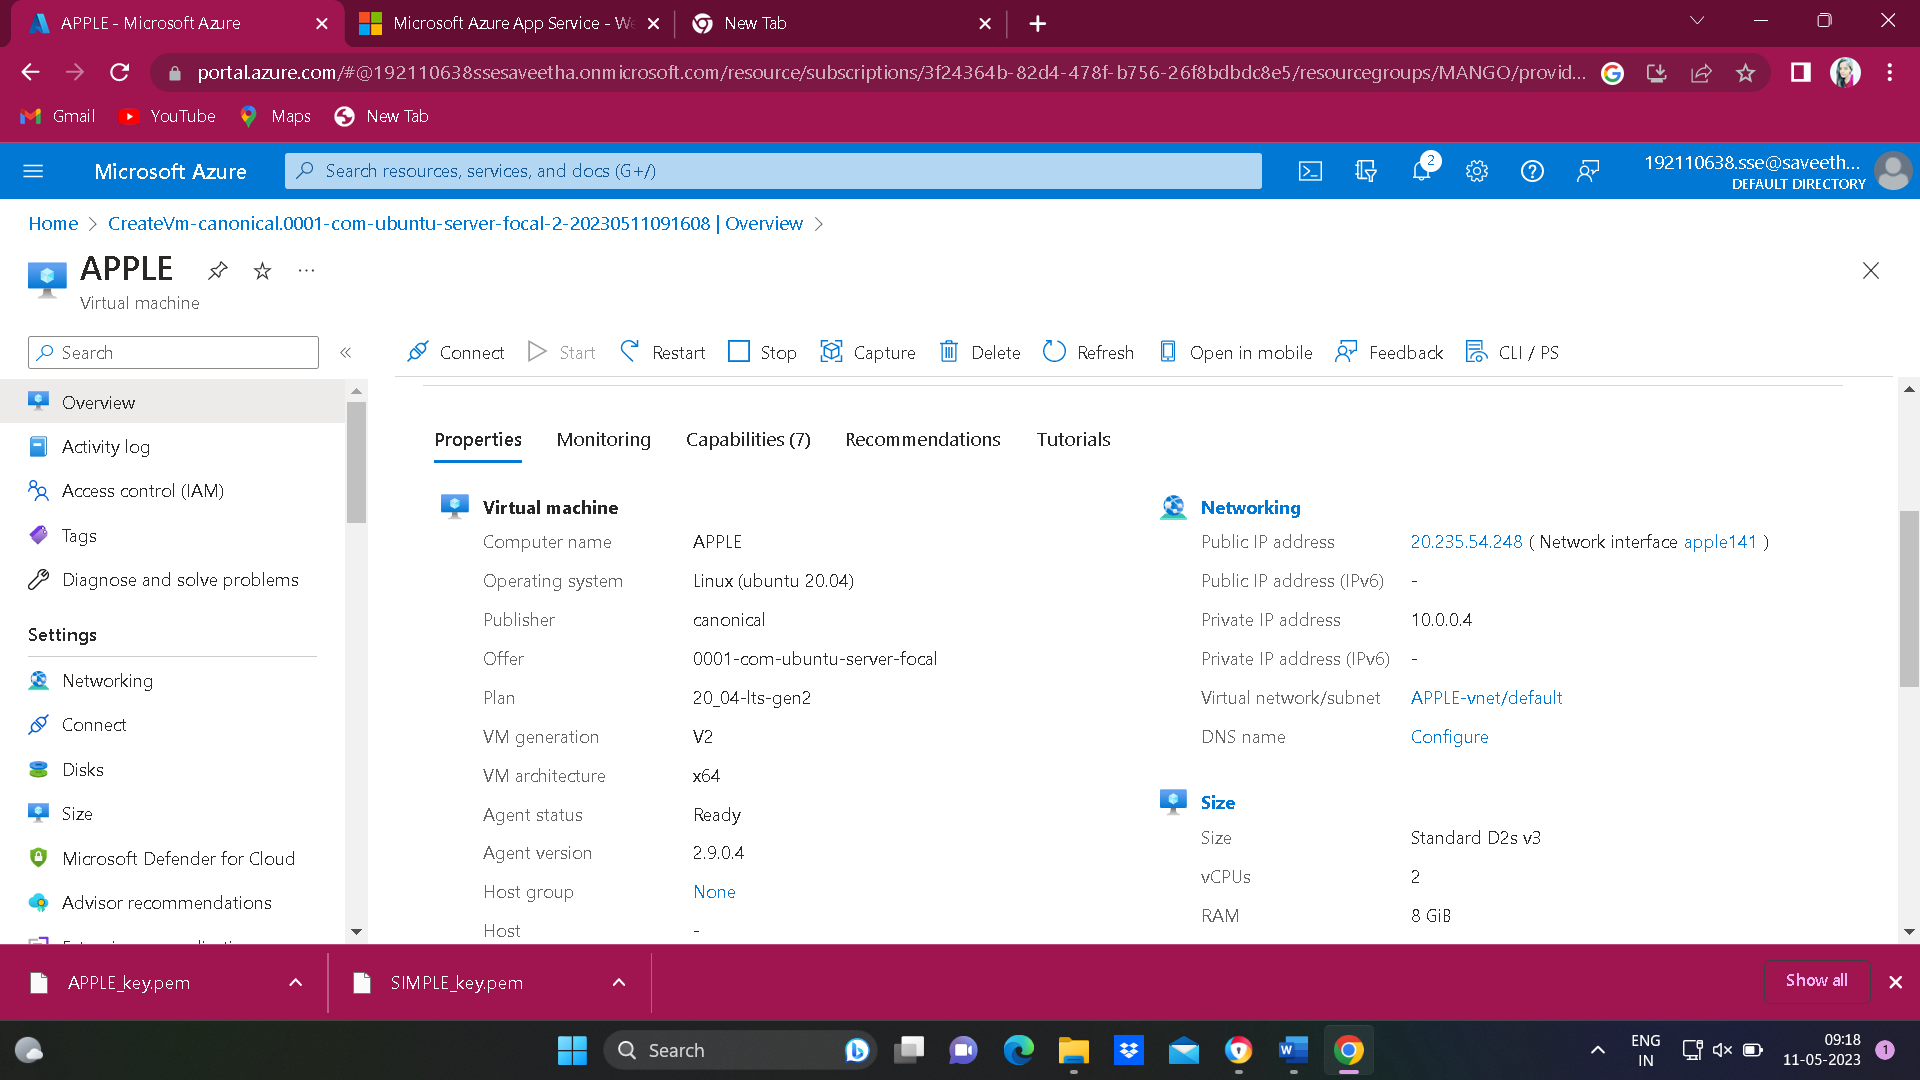 APPLE - Microsoft Azure
Microsoft Azure App Service - We
New Tab
portal.azure.com/#@192110638ssesaveetha.onmicrosoft.com/resource/subscriptions/3f24364b-82d4-478f-b756-26f8bdbdc8e5/resourcegroups/MANGO/provid...
Gmail
YouTube
Maps
New Tab
Microsoft Azure
Search resources, services, and docs (G+/)
2
192110638.sse@saveeth...
DEFAULT DIRECTORY
Home > CreateVm-canonical.0001-com-ubuntu-server-focal-2-20230511091608 | Overview >
APPLE
Virtual machine
Search
Connect
Start
Restart
Stop
Capture
Delete
Refresh
Open in mobile
Feedback
CLI / PS
Overview
Activity log
Access control (IAM)
Tags
Diagnose and solve problems
Settings
Networking
Connect
Disks
Size
Microsoft Defender for Cloud
Advisor recommendations
Properties
Monitoring
Capabilities (7)
Recommendations
Tutorials
Virtual machine
Computer name APPLE
Operating system Linux (ubuntu 20.04)
Publisher canonical
Offer 0001-com-ubuntu-server-focal
Plan 20_04-lts-gen2
VM generation V2
VM architecture x64
Agent status Ready
Agent version 2.9.0.4
Host group None
Host -
Networking
Public IP address 20.235.54.248 ( Network interface apple141 )
Public IP address (IPv6) -
Private IP address 10.0.0.4
Private IP address (IPv6) -
Virtual network/subnet APPLE-vnet/default
DNS name Configure
Size
Size Standard D2s v3
vCPUs 2
RAM 8 GiB
APPLE_key.pem
SIMPLE_key.pem
Show all
Search
ENG
IN
09:18
11-05-2023
1